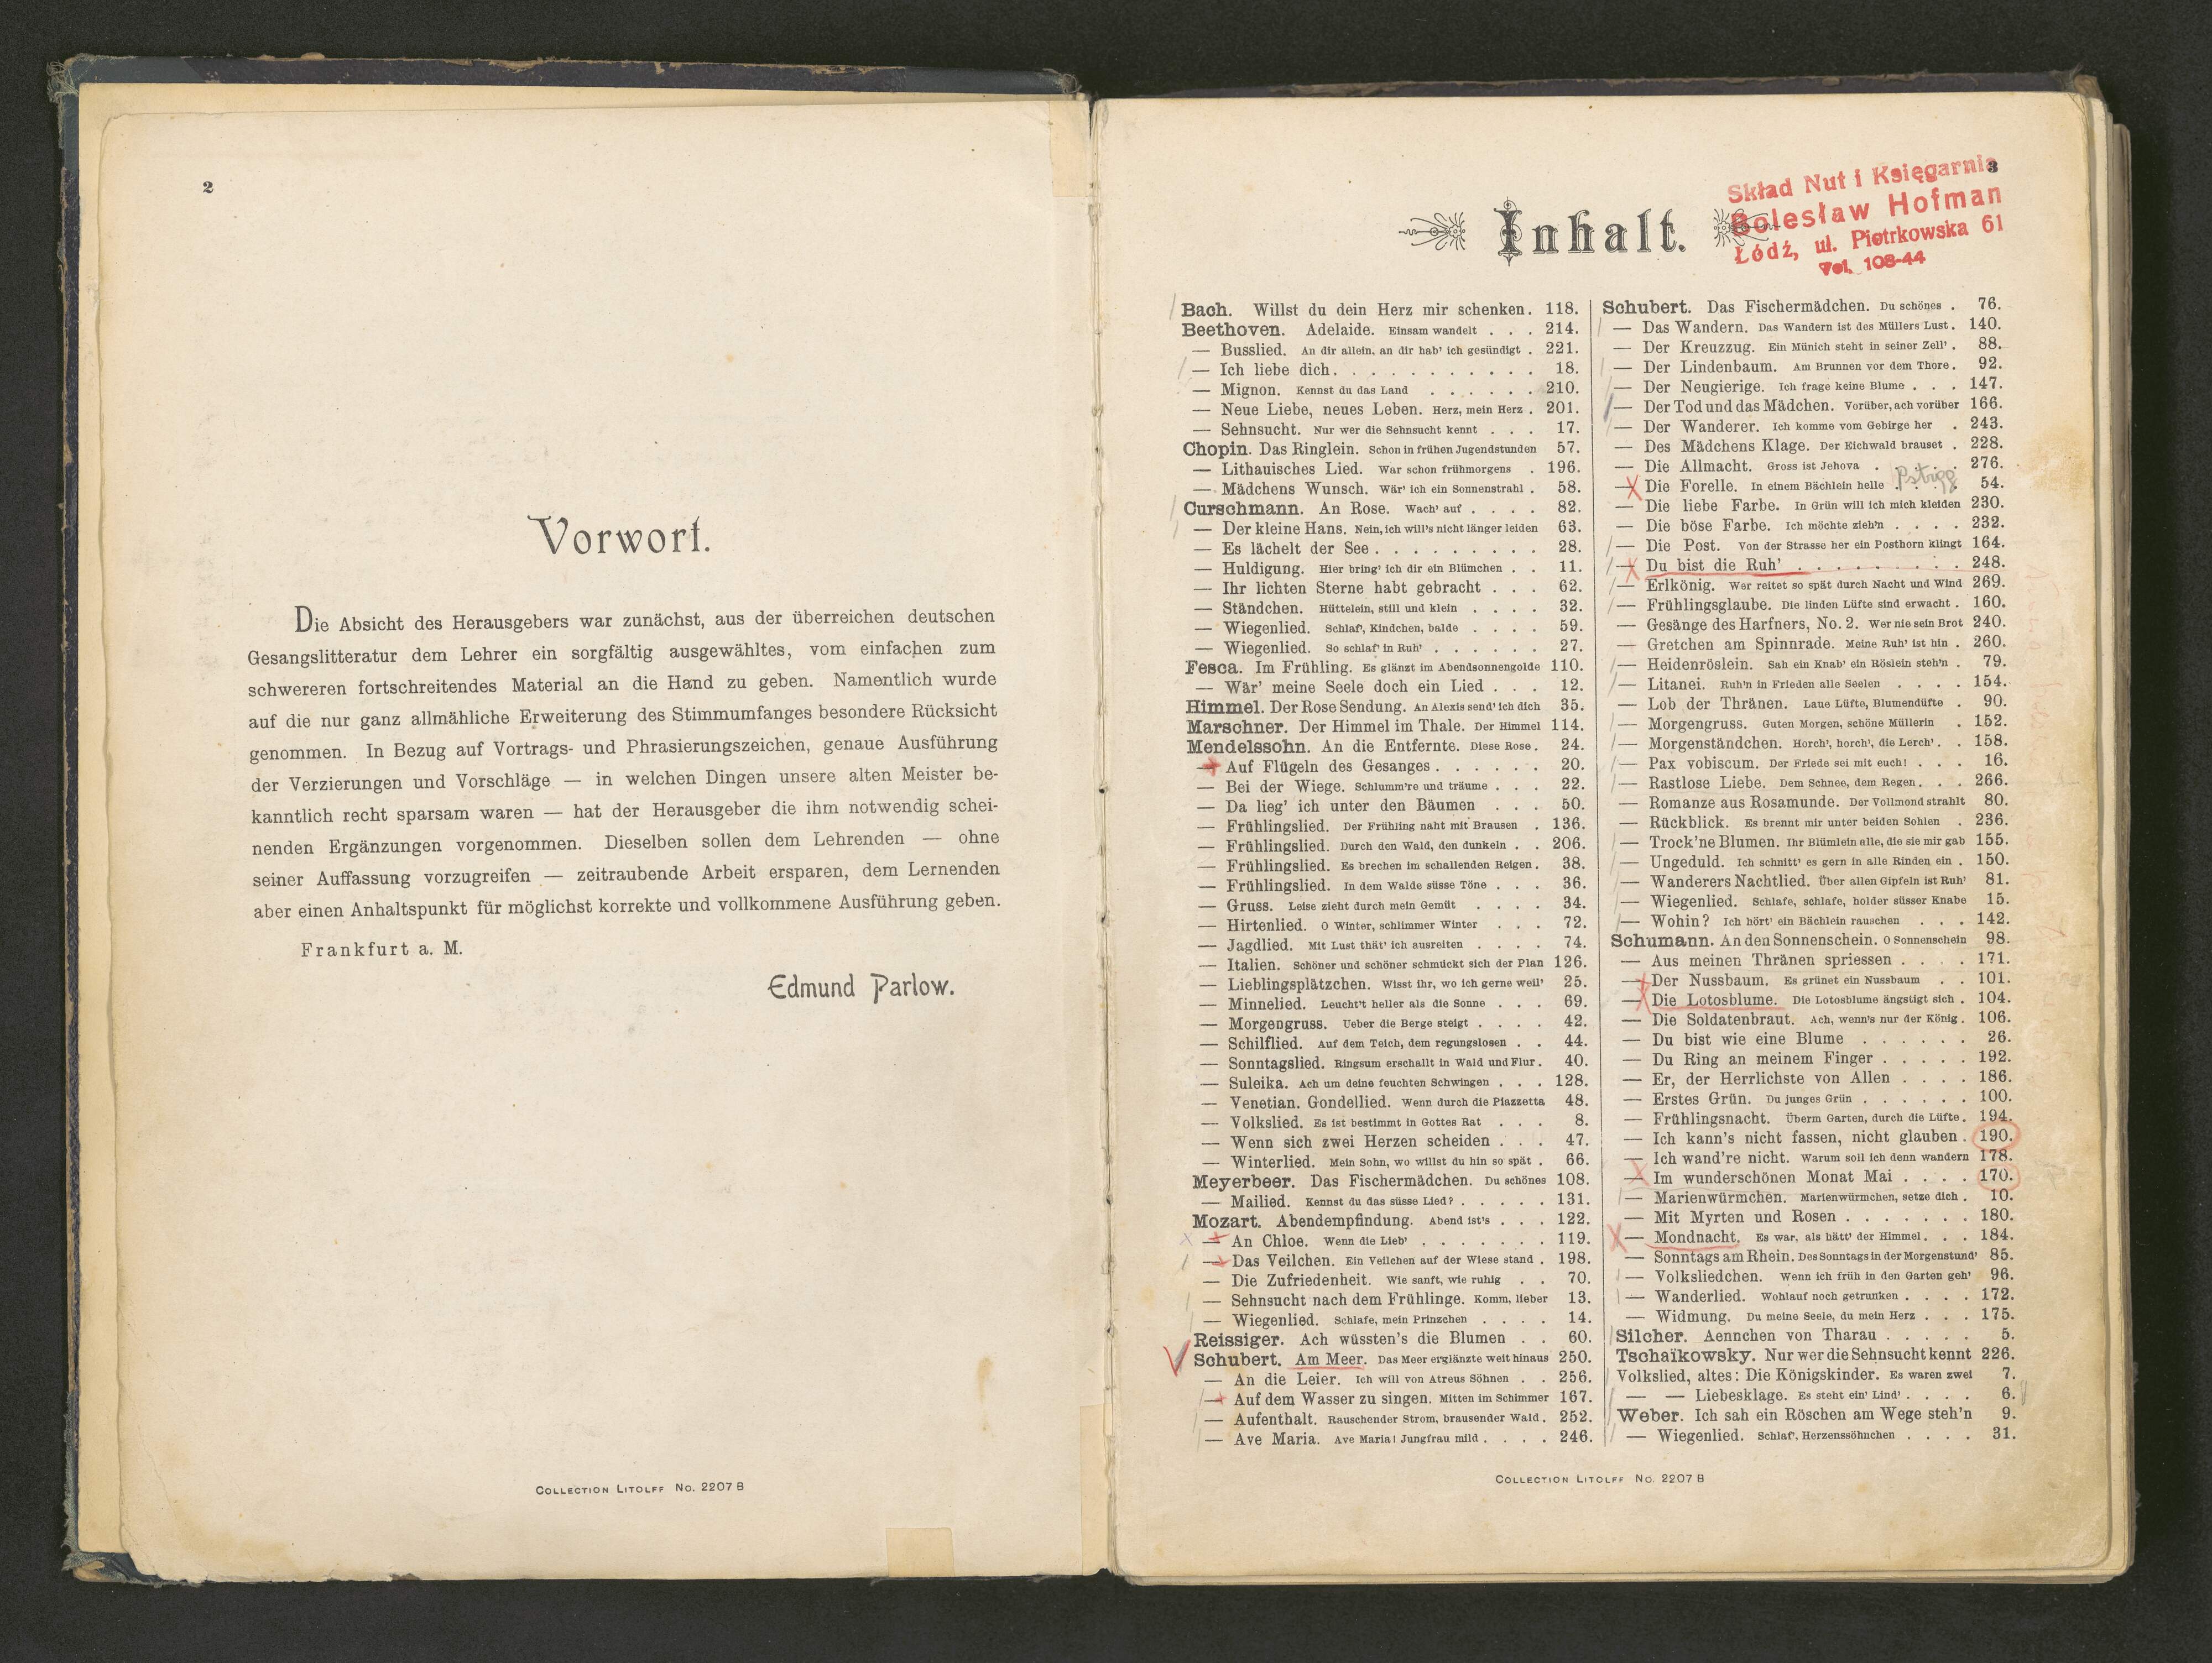 2
Vorwort.
Die Absicht des Herausgebers war zunächst, aus der überreichen deutschen
Gesangslitteratur dem Lehrer ein sorgfältig ausgewähltes, vom einfachen zum
schwereren fortschreitendes Material an die Hand zu geben. Namentlich wurde
auf die nur ganz allmähliche Erweiterung des Stimmumfanges besondere Rücksicht
genommen. In Bezug auf Vortrags- und Phrasierungszeichen, genaue Ausführung
der Verzierungen und Vorschläge — in welchen Dingen unsere alten Meister be-
kanntlich recht sparsam waren — hat der Herausgeber die ihm notwendig schei-
nenden Ergänzungen vorgenommen. Dieselben sollen dem Lehrenden — ohne
seiner Auffassung vorzugreifen — zeitraubende Arbeit ersparen, dem Lernenden
aber einen Anhaltspunkt für möglichst korrekte und vollkommene Ausführung geben.
Frankfurt a. M.
Edmund Parlow.
COLLECTION LITOLFF No. 2207 B
3
Skład Nut i Księgarnia
Bolesław Hofman
Łódź, ul. Piotrkowska 61
Tel. 108-44
Inhalt.
Bach. Willst du dein Herz mir schenken. 118.
Beethoven. Adelaide. Einsam wandelt . . . 214.
— Busslied. An dir allein, an dir hab' ich gesündigt . 221.
— Ich liebe dich . . . . . . . . . . . 18.
— Mignon. Kennst du das Land . . . . . . 210.
— Neue Liebe, neues Leben. Herz, mein Herz . 201.
— Sehnsucht. Nur wer die Sehnsucht kennt . . . 17.
Chopin. Das Ringlein. Schon in frühen Jugendstunden 57.
— Lithauisches Lied. War schon frühmorgens . 196.
— Mädchens Wunsch. Wär' ich ein Sonnenstrahl . 58.
Curschmann. An Rose. Wach' auf . . . . 82.
— Der kleine Hans. Nein, ich will's nicht länger leiden 63.
— Es lächelt der See . . . . . . . . . 28.
— Huldigung. Hier bring' ich dir ein Blümchen . . 11.
— Ihr lichten Sterne habt gebracht . . . 62.
— Ständchen. Hüttelein, still und klein . . . . 32.
— Wiegenlied. Schlaf', Kindchen, balde . . . . 59.
— Wiegenlied. So schlaf' in Ruh' . . . . . . 27.
Fesca. Im Frühling. Es glänzt im Abendsonnengolde 110.
— Wär' meine Seele doch ein Lied . . . 12.
Himmel. Der Rose Sendung. An Alexis send' ich dich 35.
Marschner. Der Himmel im Thale. Der Himmel 114.
Mendelssohn. An die Entfernte. Diese Rose . 24.
— Auf Flügeln des Gesanges . . . . . . 20.
— Bei der Wiege. Schlumm're und träume . . . 22.
— Da lieg' ich unter den Bäumen . . . 50.
— Frühlingslied. Der Frühling naht mit Brausen . 136.
— Frühlingslied. Durch den Wald, den dunkeln . . 206.
— Frühlingslied. Es brechen im schallenden Reigen . 38.
— Frühlingslied. In dem Walde süsse Töne . . . 36.
— Gruss. Leise zieht durch mein Gemüt . . . . 34.
— Hirtenlied. O Winter, schlimmer Winter . . . 72.
— Jagdlied. Mit Lust thät' ich ausreiten . . . . 74.
— Italien. Schöner und schöner schmückt sich der Plan 126.
— Lieblingsplätzchen. Wisst ihr, wo ich gerne weil' 25.
— Minnelied. Leucht't heller als die Sonne . . . 69.
— Morgengruss. Ueber die Berge steigt . . . . 42.
— Schilflied. Auf dem Teich, dem regungslosen . . 44.
— Sonntagslied. Ringsum erschallt in Wald und Flur . 40.
— Suleika. Ach um deine feuchten Schwingen . . . 128.
— Venetian. Gondellied. Wenn durch die Piazzetta 48.
— Volkslied. Es ist bestimmt in Gottes Rat . . . 8.
— Wenn sich zwei Herzen scheiden . . . 47.
— Winterlied. Mein Sohn, wo willst du hin so spät . 66.
Meyerbeer. Das Fischermädchen. Du schönes 108.
— Mailied. Kennst du das süsse Lied? . . . . . 131.
Mozart. Abendempfindung. Abend ist's . . . 122.
— An Chloe. Wenn die Lieb' . . . . . . . 119.
— Das Veilchen. Ein Veilchen auf der Wiese stand . 198.
— Die Zufriedenheit. Wie sanft, wie ruhig . . 70.
— Sehnsucht nach dem Frühlinge. Komm, lieber 13.
— Wiegenlied. Schlafe, mein Prinzchen . . . . 14.
Reissiger. Ach wüssten's die Blumen . . 60.
Schubert. Am Meer. Das Meer erglänzte weit hinaus 250.
— An die Leier. Ich will von Atreus Söhnen . . 256.
— Auf dem Wasser zu singen. Mitten im Schimmer 167.
— Aufenthalt. Rauschender Strom, brausender Wald . 252.
— Ave Maria. Ave Maria! Jungfrau mild . . . . 246.
Schubert. Das Fischermädchen. Du schönes . 76.
— Das Wandern. Das Wandern ist des Müllers Lust . 140.
— Der Kreuzzug. Ein Münich steht in seiner Zell' . 88.
— Der Lindenbaum. Am Brunnen vor dem Thore . 92.
— Der Neugierige. Ich frage keine Blume . . . 147.
— Der Tod und das Mädchen. Vorüber, ach vorüber 166.
— Der Wanderer. Ich komme vom Gebirge her . 243.
— Des Mädchens Klage. Der Eichwald brauset . 228.
— Die Allmacht. Gross ist Jehova . . . . . 276.
— Die Forelle. In einem Bächlein helle . . . . 54. Pstrąg
— Die liebe Farbe. In Grün will ich mich kleiden 230.
— Die böse Farbe. Ich möchte zieh'n . . . . 232.
— Die Post. Von der Strasse her ein Posthorn klingt 164.
— Du bist die Ruh' . . . . . . . . . 248.
— Erlkönig. Wer reitet so spät durch Nacht und Wind 269.
— Frühlingsglaube. Die linden Lüfte sind erwacht . 160.
— Gesänge des Harfners, No. 2. Wer nie sein Brot 240.
— Gretchen am Spinnrade. Meine Ruh' ist hin . 260.
— Heidenröslein. Sah ein Knab' ein Röslein steh'n . 79.
— Litanei. Ruh'n in Frieden alle Seelen . . . . 154.
— Lob der Thränen. Laue Lüfte, Blumendüfte . 90.
— Morgengruss. Guten Morgen, schöne Müllerin . 152.
— Morgenständchen. Horch', horch', die Lerch' . . 158.
— Pax vobiscum. Der Friede sei mit euch! . . . 16.
— Rastlose Liebe. Dem Schnee, dem Regen . . . 266.
— Romanze aus Rosamunde. Der Vollmond strahlt 80.
— Rückblick. Es brennt mir unter beiden Sohlen . 236.
— Trock'ne Blumen. Ihr Blümlein alle, die sie mir gab 155.
— Ungeduld. Ich schnitt' es gern in alle Rinden ein . 150.
— Wanderers Nachtlied. Über allen Gipfeln ist Ruh' 81.
— Wiegenlied. Schlafe, schlafe, holder süsser Knabe 15.
— Wohin? Ich hört' ein Bächlein rauschen . . . 142.
Schumann. An den Sonnenschein. O Sonnenschein 98.
— Aus meinen Thränen spriessen . . . . 171.
— Der Nussbaum. Es grünet ein Nussbaum . . 101.
— Die Lotosblume. Die Lotosblume ängstigt sich . 104.
— Die Soldatenbraut. Ach, wenn's nur der König . 106.
— Du bist wie eine Blume . . . . . . 26.
— Du Ring an meinem Finger . . . . . 192.
— Er, der Herrlichste von Allen . . . . 186.
— Erstes Grün. Du junges Grün . . . . . . 100.
— Frühlingsnacht. Überm Garten, durch die Lüfte . 194.
— Ich kann's nicht fassen, nicht glauben . 190.
— Ich wand're nicht. Warum soll ich denn wandern 178.
— Im wunderschönen Monat Mai . . . . 170.
— Marienwürmchen. Marienwürmchen, setze dich . 10.
— Mit Myrten und Rosen . . . . . . . 180.
— Mondnacht. Es war, als hätt' der Himmel . . . 184.
— Sonntags am Rhein. Des Sonntags in der Morgenstund' 85.
— Volksliedchen. Wenn ich früh in den Garten geh' 96.
— Wanderlied. Wohlauf noch getrunken . . . . 172.
— Widmung. Du meine Seele, du mein Herz . . . 175.
Silcher. Aennchen von Tharau . . . . . 5.
Tschaïkowsky. Nur wer die Sehnsucht kennt 226.
Volkslied, altes: Die Königskinder. Es waren zwei 7.
— — Liebesklage. Es steht ein' Lind' . . . . 6.
Weber. Ich sah ein Röschen am Wege steh'n 9.
— Wiegenlied. Schlaf', Herzenssöhnchen . . . . 31.
COLLECTION LITOLFF No. 2207 B